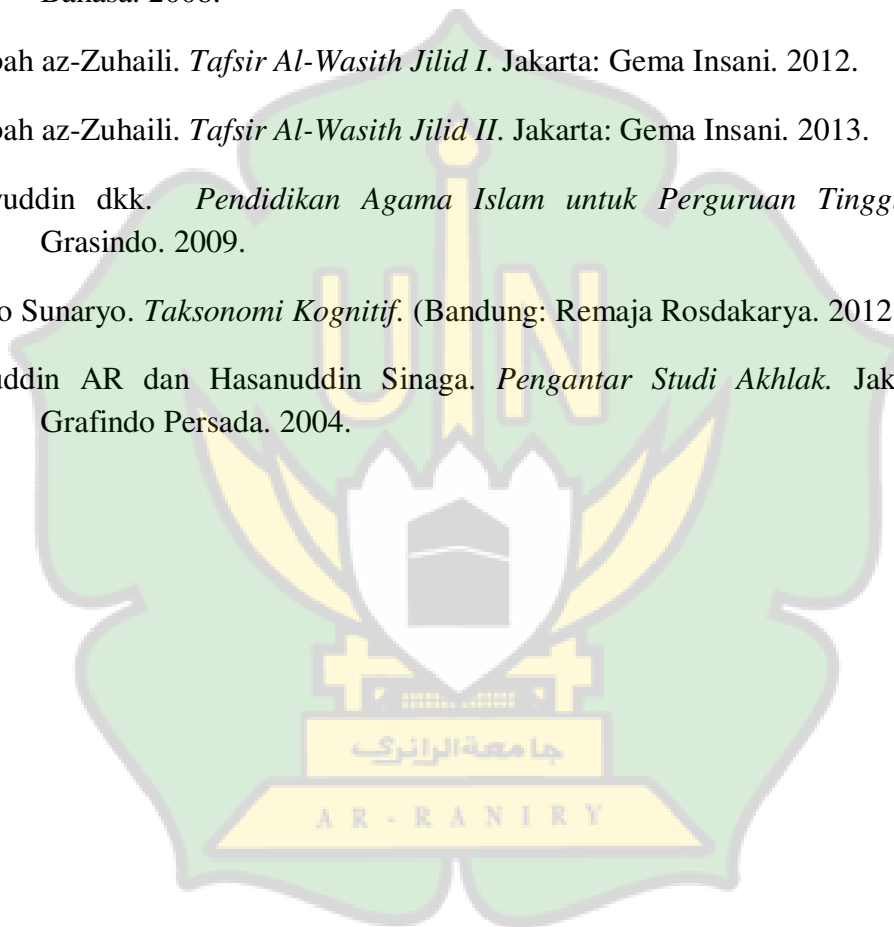 Bahasa. 2008.
bah az-Zuhaili. Tafsir Al-Wasith Jilid I. Jakarta: Gema Insani. 2012.
bah az-Zuhaili. Tafsir Al-Wasith Jilid II. Jakarta: Gema Insani. 2013.
yuddin dkk. Pendidikan Agama Islam untuk Perguruan Tingg
Grasindo. 2009.
o Sunaryo. Taksonomi Kognitif. (Bandung: Remaja Rosdakarya. 2012
uddin AR dan Hasanuddin Sinaga. Pengantar Studi Akhlak. Jak
Grafindo Persada. 2004.
UIN
جامعة الرانري
AR-RANIRY